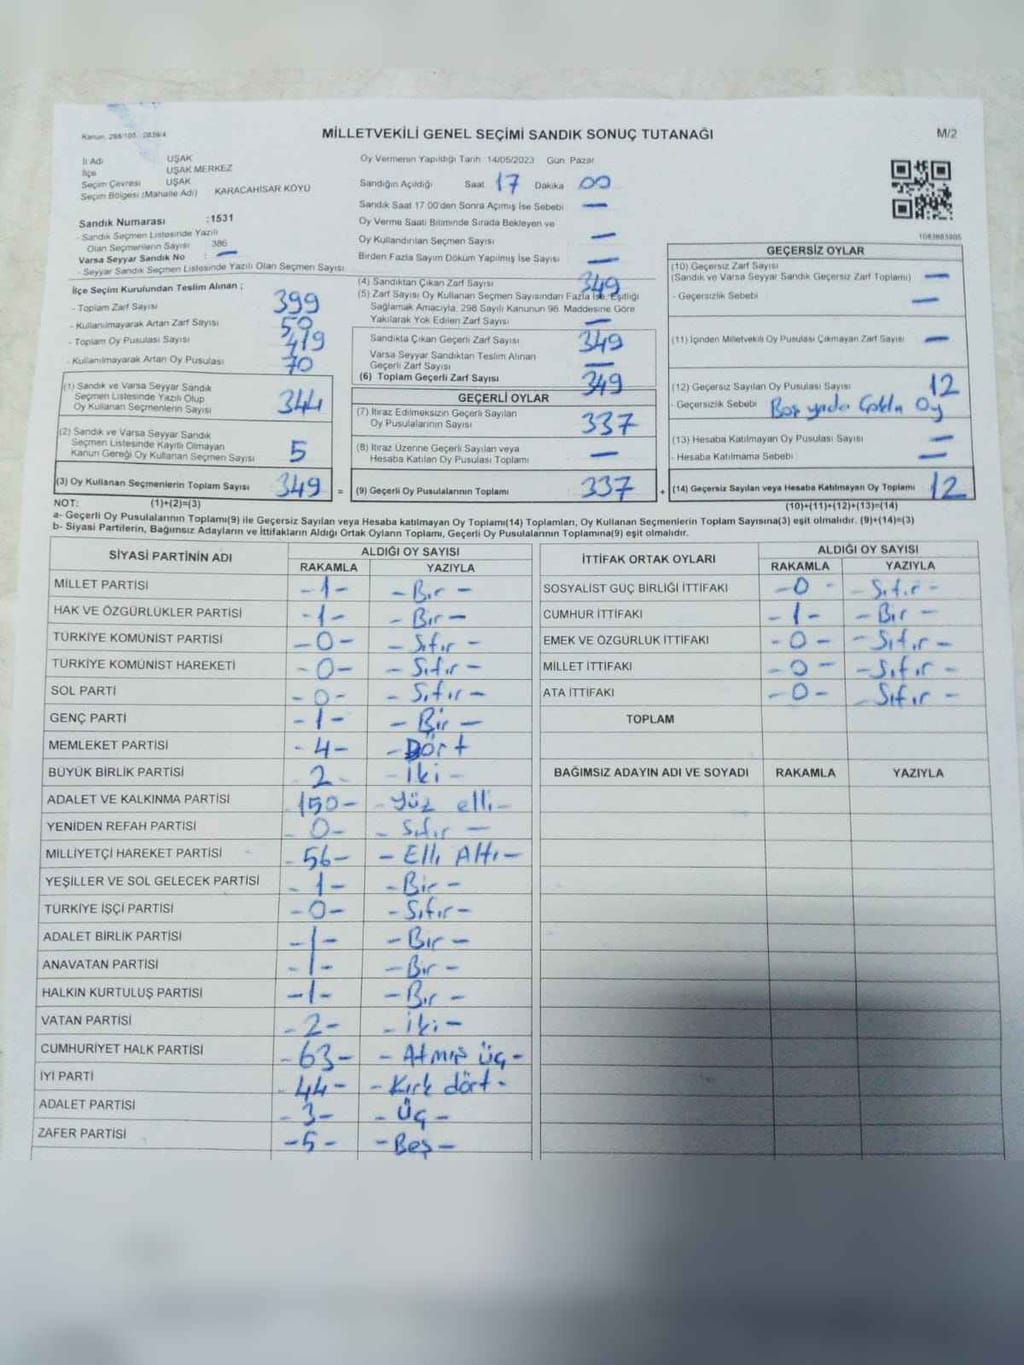 Kanun: 298/105 2839/4
MİLLETVEKİLİ GENEL SEÇİMİ SANDIK SONUÇ TUTANAĞI
M/2
İl Adı UŞAK
İlçe UŞAK MERKEZ
Seçim Çevresi UŞAK
Seçim Bölgesi (Mahalle Adı) KARACAHİSAR KÖYÜ
Sandık Numarası :1531
- Sandık Seçmen Listesinde Yazılı
Olan Seçmenlerin Sayısı 386
Varsa Seyyar Sandık No : —
- Seyyar Sandık Seçmen Listesinde Yazılı Olan Seçmen Sayısı:
Oy Vermenin Yapıldığı Tarih 14/05/2023 Gün Pazar
Sandığın Açıldığı Saat 17 Dakika 00
Sandık Saat 17.00'den Sonra Açımış İse Sebebi —
Oy Verme Saati Bitiminde Sırada Bekleyen ve
Oy Kullandırılan Seçmen Sayısı —
Birden Fazla Sayım Döküm Yapılmış İse Sayısı —
İlçe Seçim Kurulundan Teslim Alınan ;
- Toplam Zarf Sayısı 399
- Kullanılmayarak Artan Zarf Sayısı 50
- Toplam Oy Pusulası Sayısı 419
- Kullanılmayarak Artan Oy Pusulası 70
(1) Sandık ve Varsa Seyyar Sandık
Seçmen Listesinde Yazılı Olup
Oy Kullanan Seçmenlerin Sayısı 344
(2) Sandık ve Varsa Seyyar Sandık
Seçmen Listesinde Kayıtlı Olmayan
Kanun Gereği Oy Kullanan Seçmen Sayısı 5
(3) Oy Kullanan Seçmenlerin Toplam Sayısı 349 =
(4) Sandıktan Çıkan Zarf Sayısı 349
(5) Zarf Sayısı Oy Kullanan Seçmen Sayısından Fazla İse, Eşitliği
Sağlamak Amacıyla, 298 Sayılı Kanunun 98. Maddesine Göre
Yakılarak Yok Edilen Zarf Sayısı —
Sandıkta Çıkan Geçerli Zarf Sayısı 349
Varsa Seyyar Sandıktan Teslim Alınan
Geçerli Zarf Sayısı —
(6) Toplam Geçerli Zarf Sayısı 349
GEÇERLİ OYLAR
(7) İtiraz Edilmeksizin Geçerli Sayılan
Oy Pusulalarının Sayısı 337
(8) İtiraz Üzerine Geçerli Sayılan veya
Hesaba Katılan Oy Pusulası Toplamı —
(9) Geçerli Oy Pusulalarının Toplamı 337 +
1083883905
GEÇERSİZ OYLAR
(10) Geçersiz Zarf Sayısı
(Sandık ve Varsa Seyyar Sandık Geçersiz Zarf Toplamı) —
- Geçersizlik Sebebi —
(11) İçinden Milletvekili Oy Pusulası Çıkmayan Zarf Sayısı —
(12) Geçersiz Sayılan Oy Pusulası Sayısı 12
- Geçersizlik Sebebi Boş yada Çoklu Oy
(13) Hesaba Katılmayan Oy Pusulası Sayısı —
- Hesaba Katılmama Sebebi —
(14) Geçersiz Sayılan veya Hesaba Katılmayan Oy Toplamı 12
NOT: (1)+(2)=(3)
(10)+(11)+(12)+(13)=(14)
a- Geçerli Oy Pusulalarının Toplamı(9) ile Geçersiz Sayılan veya Hesaba katılmayan Oy Toplamı(14) Toplamları, Oy Kullanan Seçmenlerin Toplam Sayısına(3) eşit olmalıdır. (9)+(14)=(3)
b- Siyasi Partilerin, Bağımsız Adayların ve İttifakların Aldığı Ortak Oyların Toplamı, Geçerli Oy Pusulalarının Toplamına(9) eşit olmalıdır.
SİYASİ PARTİNİN ADI ALDIĞI OY SAYISI
RAKAMLA YAZIYLA
MİLLET PARTİSİ -1- - Bir -
HAK VE ÖZGÜRLÜKLER PARTİSİ -1- - Bir -
TÜRKİYE KOMÜNİST PARTİSİ -0- - Sıfır -
TÜRKİYE KOMÜNİST HAREKETİ -0- - Sıfır -
SOL PARTİ -0- - Sıfır -
GENÇ PARTİ -1- - Bir -
MEMLEKET PARTİSİ -4- - Dört
BÜYÜK BİRLİK PARTİSİ 2- - İki -
ADALET VE KALKINMA PARTİSİ -150- - Yüz elli -
YENİDEN REFAH PARTİSİ -0- - Sıfır -
MİLLİYETÇİ HAREKET PARTİSİ -56- - Elli Altı -
YEŞİLLER VE SOL GELECEK PARTİSİ -1- - Bir -
TÜRKİYE İŞÇİ PARTİSİ -0- - Sıfır -
ADALET BİRLİK PARTİSİ -1- - Bir -
ANAVATAN PARTİSİ -1- - Bir -
HALKIN KURTULUŞ PARTİSİ -1- - Bir -
VATAN PARTİSİ -2- - İki -
CUMHURİYET HALK PARTİSİ -63- - Atmış üç -
İYİ PARTİ -44- - Kırk dört -
ADALET PARTİSİ -3- - Üç -
ZAFER PARTİSİ -5- - Beş -
İTTİFAK ORTAK OYLARI ALDIĞI OY SAYISI
RAKAMLA YAZIYLA
SOSYALİST GÜÇ BİRLİĞİ İTTİFAKI -0- - Sıfır -
CUMHUR İTTİFAKI -1- - Bir -
EMEK VE ÖZGÜRLÜK İTTİFAKI -0- - Sıfır -
MİLLET İTTİFAKI -0- - Sıfır -
ATA İTTİFAKI -0- - Sıfır -
TOPLAM
BAĞIMSIZ ADAYIN ADI VE SOYADI RAKAMLA YAZIYLA